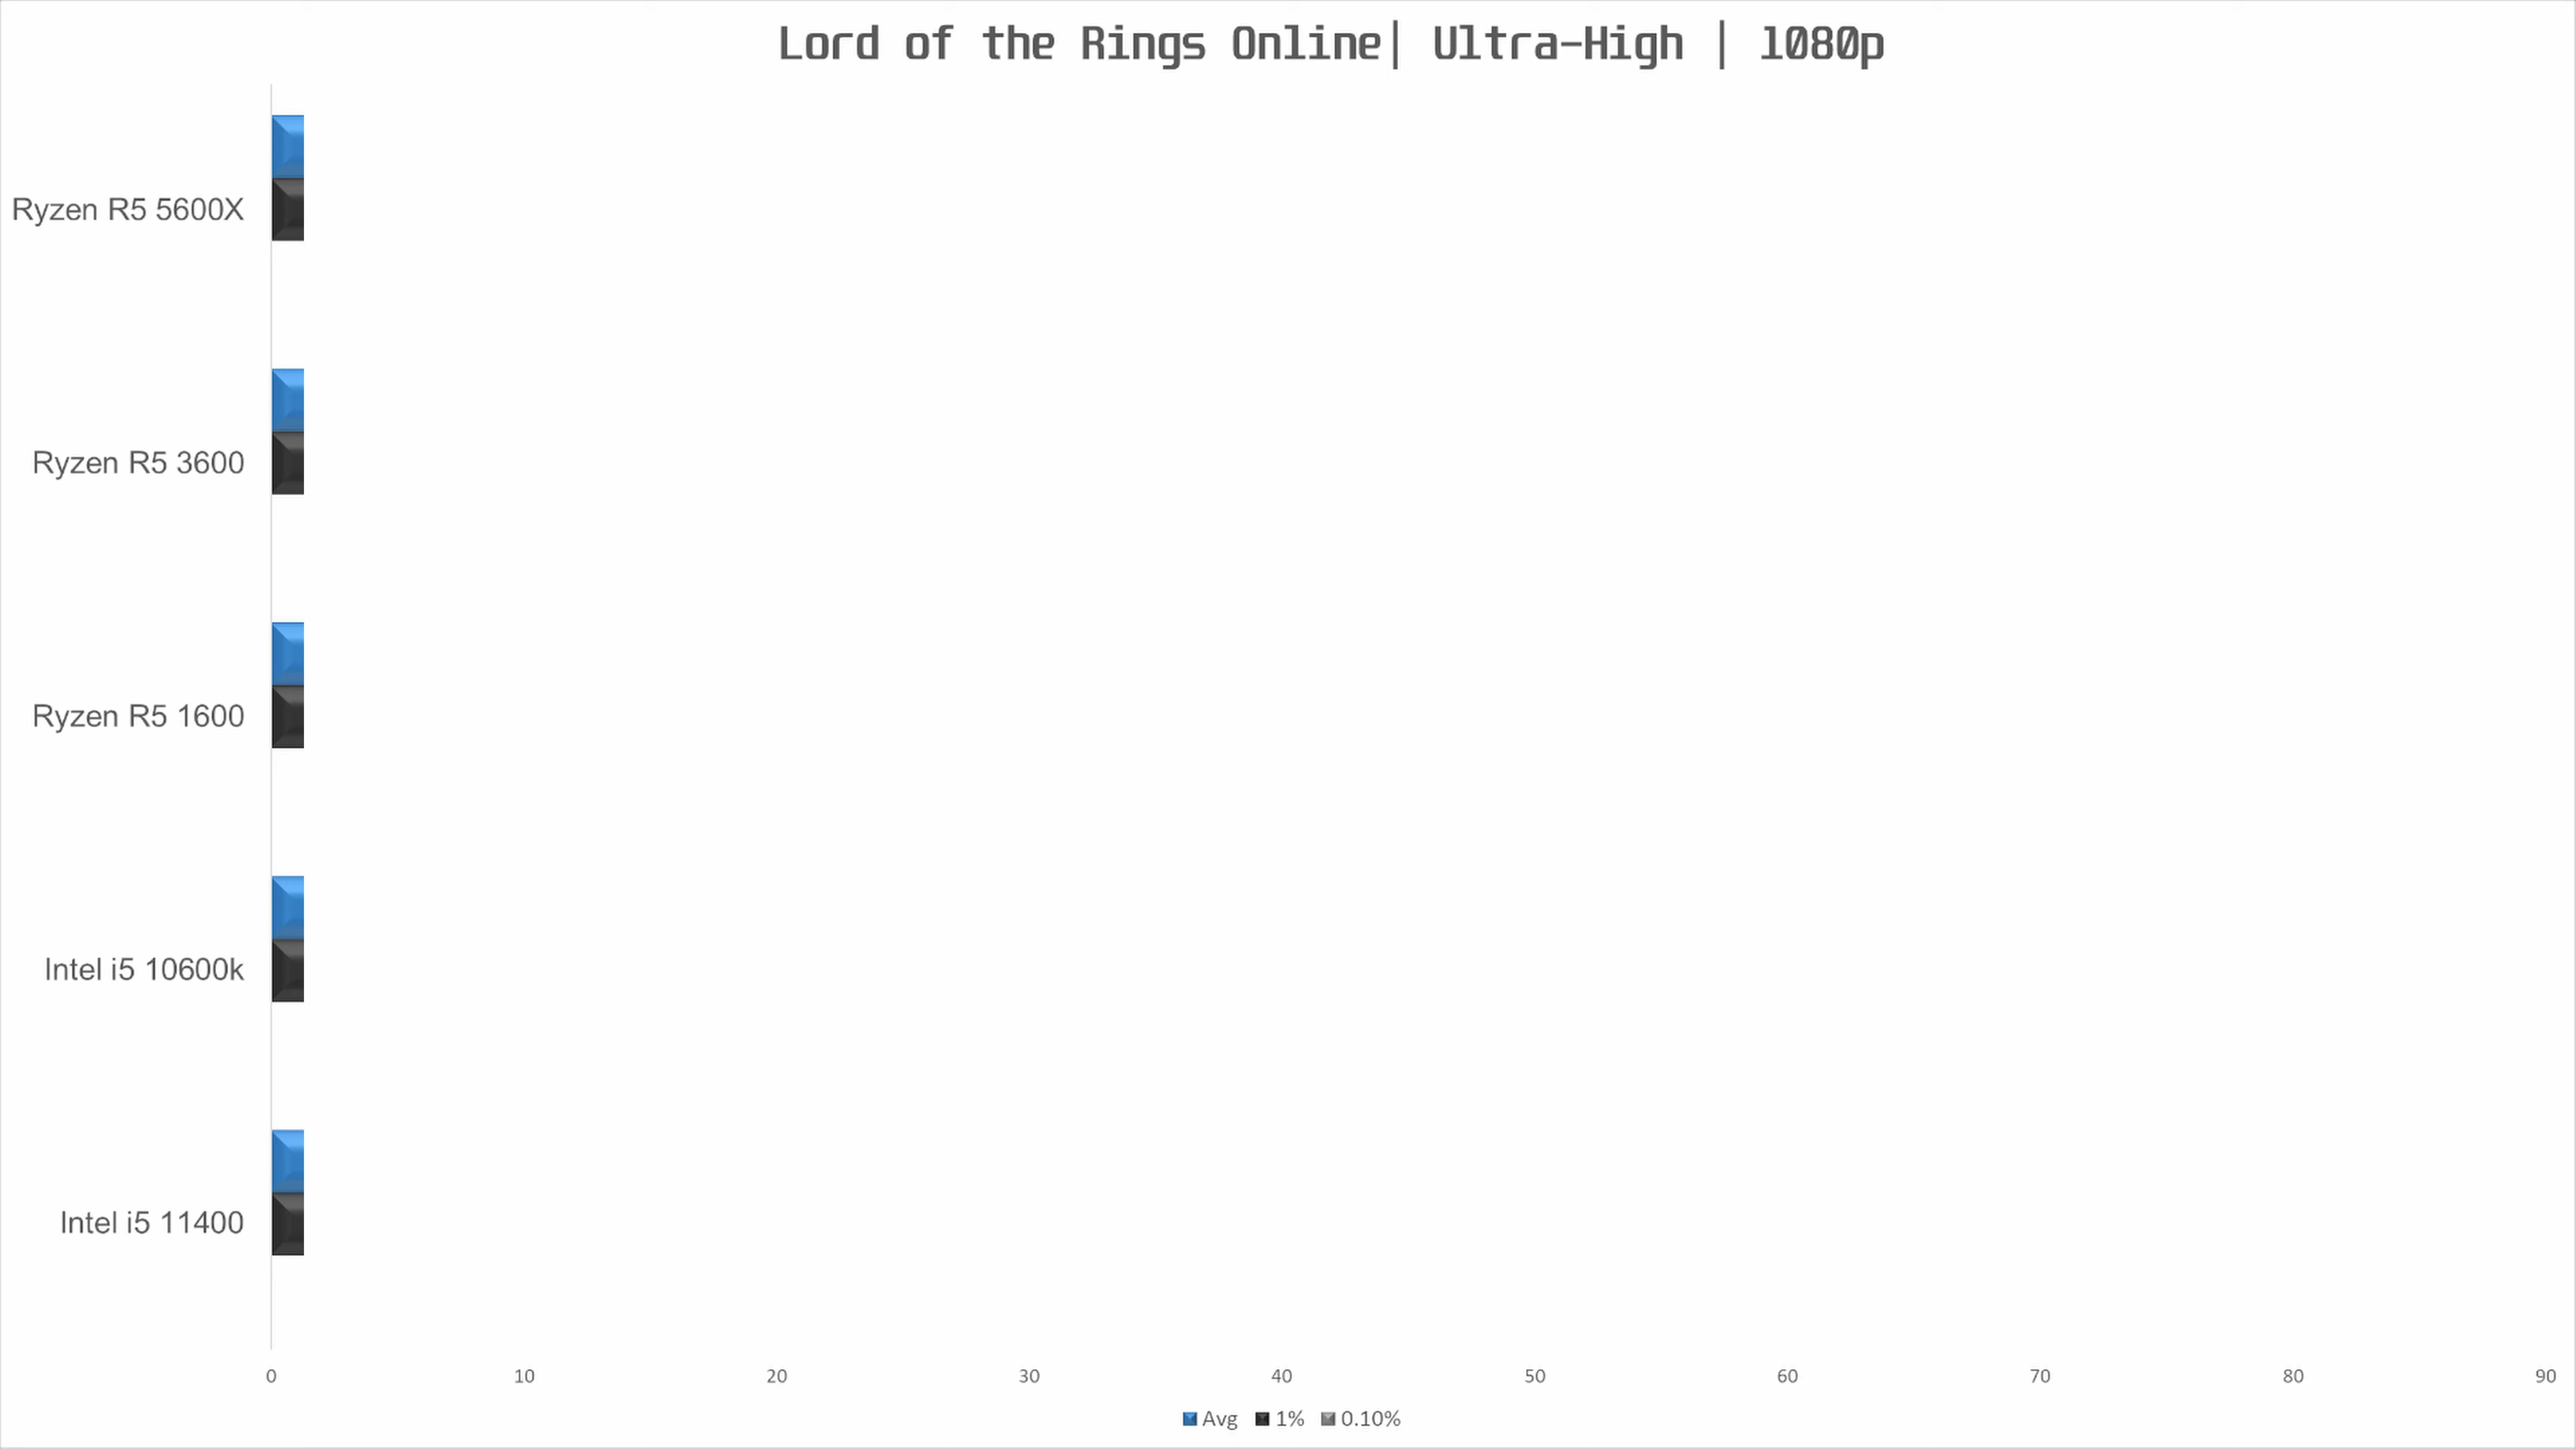 Lord of the Rings Online| Ultra-High | 1080p
Ryzen R5 5600X
Ryzen R5 3600
Ryzen R5 1600
Intel i5 10600k
Intel i5 11400
0 10 20 30 40 50 60 70 80 90
Avg 1% 0.10%